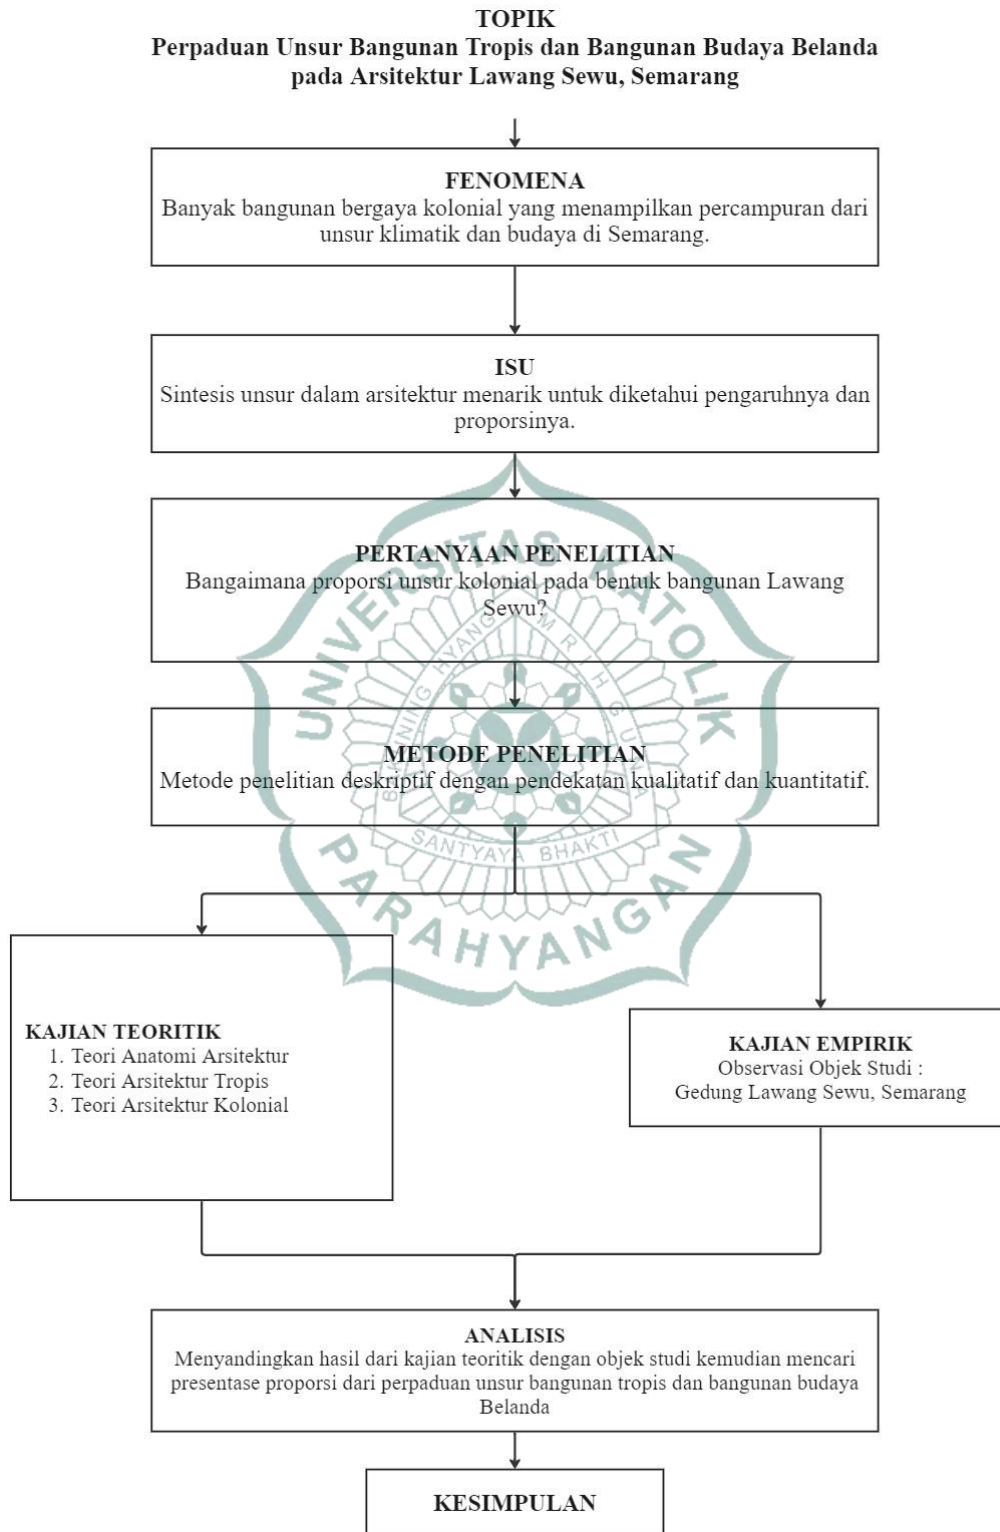 TOPIK
Perpaduan Unsur Bangunan Tropis dan Bangunan Budaya Belanda
pada Arsitektur Lawang Sewu, Semarang
FENOMENA
Banyak bangunan bergaya kolonial yang menampilkan percampuran dari
unsur klimatik dan budaya di Semarang.
ISU
Sintesis unsur dalam arsitektur menarik untuk diketahui pengaruhnya dan
proporsinya.
PERTANYAAN PENELITIAN
Bangaimana proporsi unsur kolonial pada bentuk bangunan Lawang
Sewu?
METODE PENELITIAN
Metode penelitian deskriptif dengan pendekatan kualitatif dan kuantitatif.
UNIVERSITAS KATOLIK
PARAHYANGAN
HYANG MRIH GUNA
SANTYAYA BHAKTI
KAJIAN TEORITIK
1. Teori Anatomi Arsitektur
2. Teori Arsitektur Tropis
3. Teori Arsitektur Kolonial
KAJIAN EMPIRIK
Observasi Objek Studi :
Gedung Lawang Sewu, Semarang
ANALISIS
Menyandingkan hasil dari kajian teoritik dengan objek studi kemudian mencari
presentase proporsi dari perpaduan unsur bangunan tropis dan bangunan budaya
Belanda
KESIMPULAN